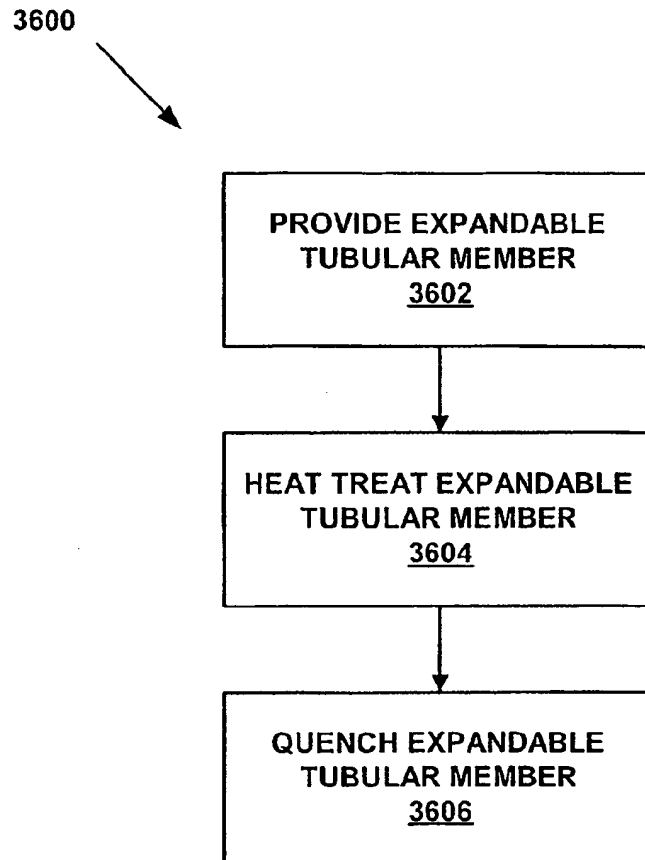 3600
PROVIDE EXPANDABLE
TUBULAR MEMBER
3602
HEAT TREAT EXPANDABLE
TUBULAR MEMBER
3604
QUENCH EXPANDABLE
TUBULAR MEMBER
3606